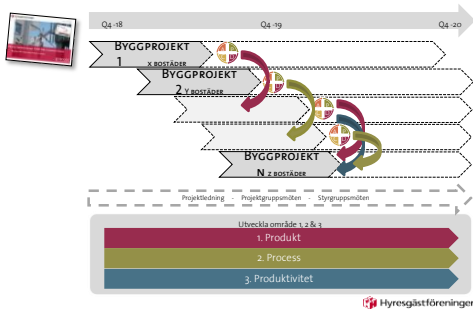 Q4 -18 Q4 -19 Q4 -20
BYGGPROJEKT
1 X BOSTÄDER
BYGGPROJEKT
2 Y BOSTÄDER
BYGGPROJEKT
N Z BOSTÄDER
Projektledning - Projektgruppsmöten - Styrgruppsmöten
Utveckla område 1, 2 & 3
1. Produkt
2. Process
3. Produktivitet
Hyresgästföreningen